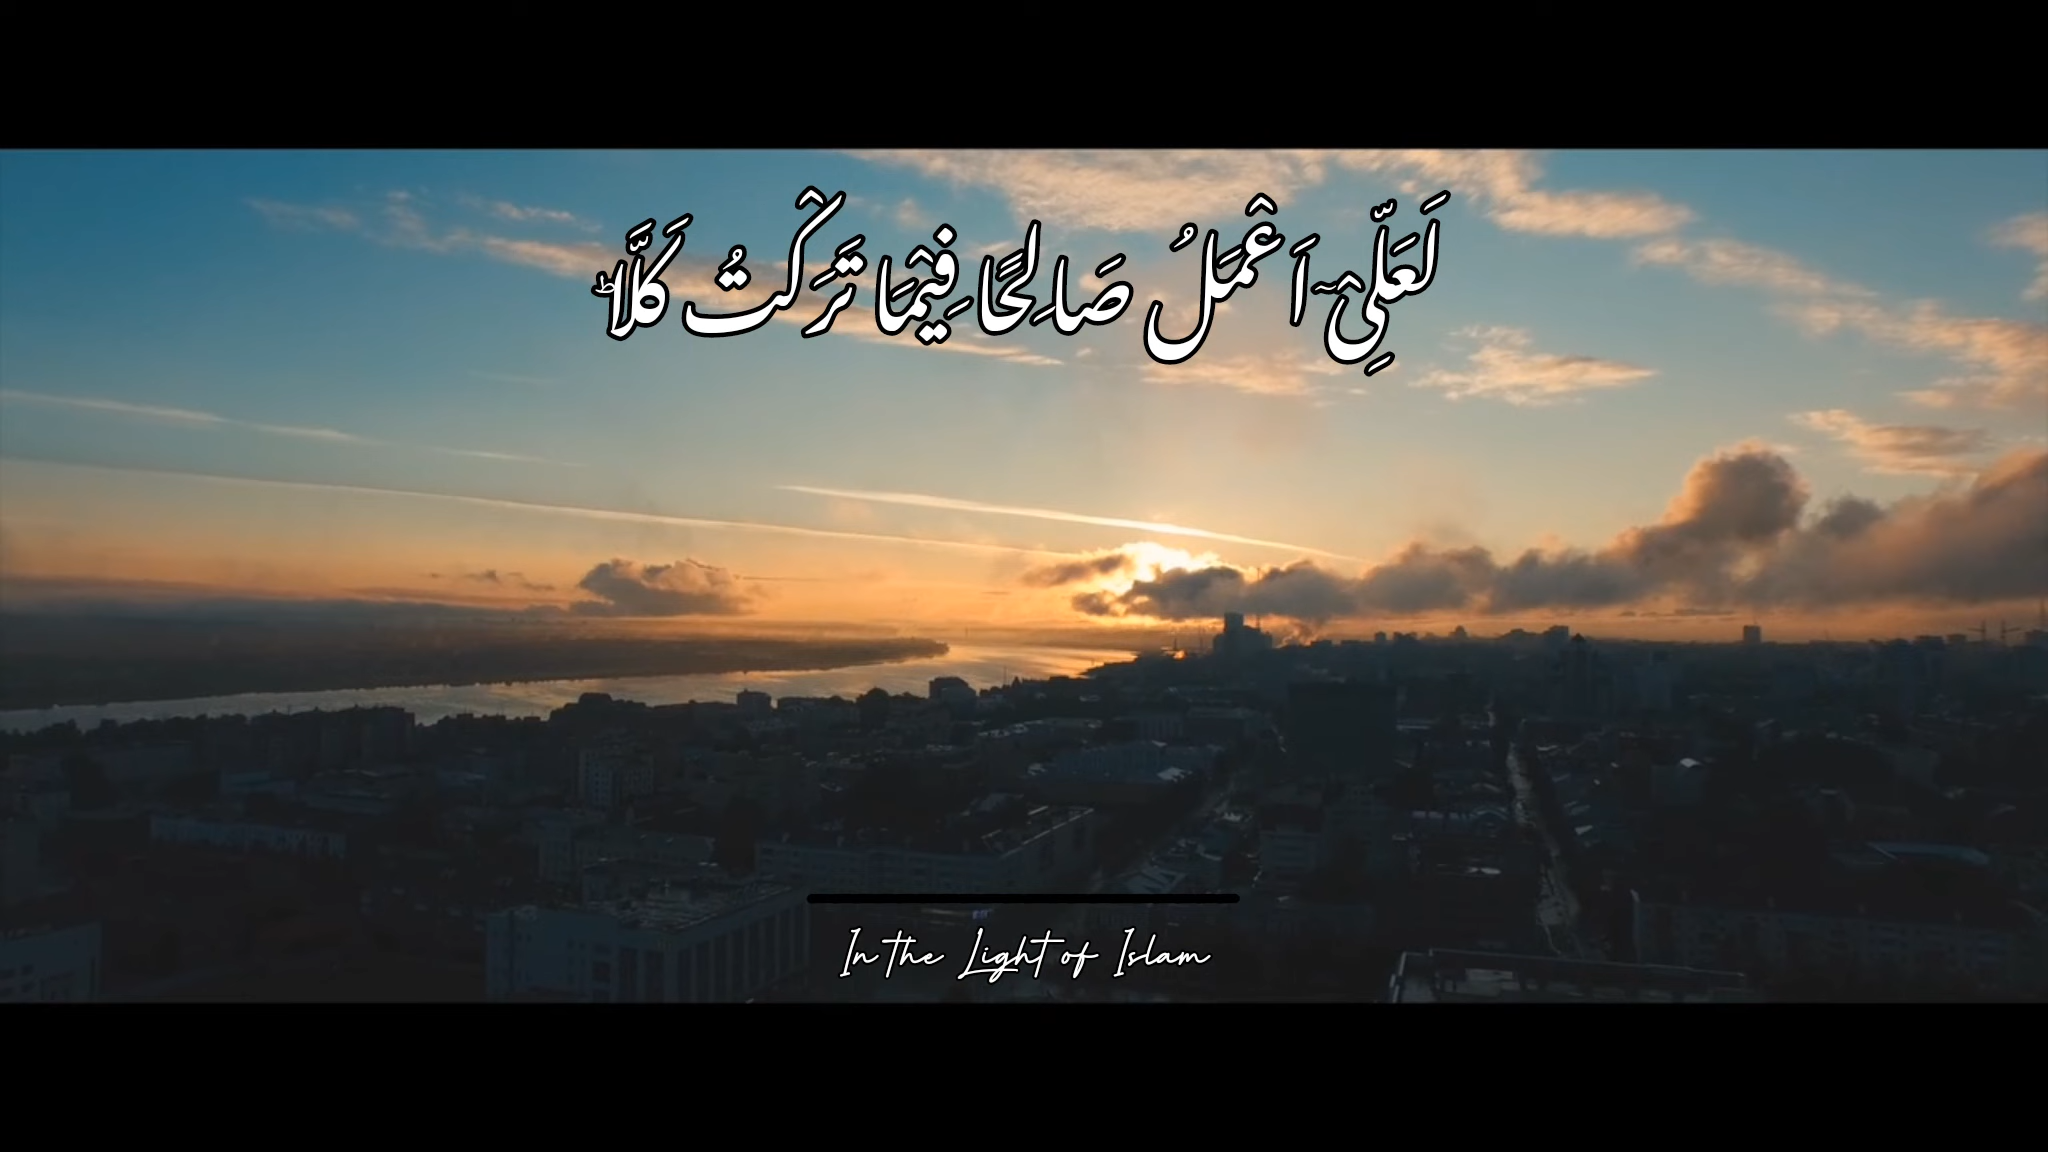 لَعَلِّیْۤ اَعْمَلُ صَالِحًا فِیْمَا تَرَكْتُ كَلَّا ؕ
In the Light of Islam